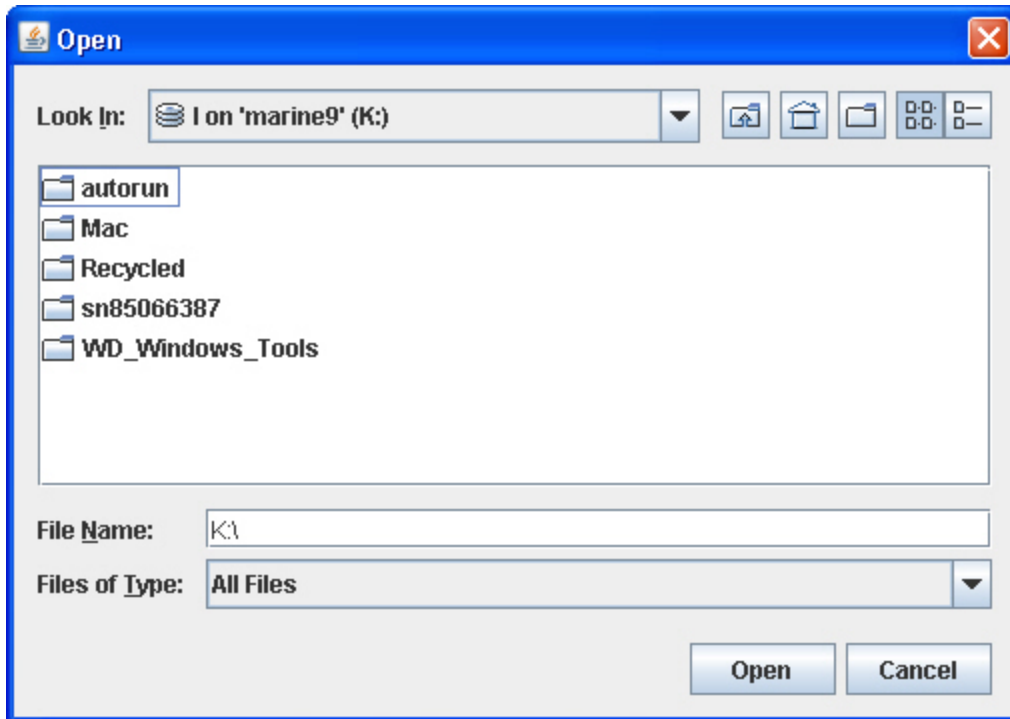 Open
Look In: I on 'marine9' (K:)
autorun
Mac
Recycled
sn85066387
WD_Windows_Tools
File Name: K:\
Files of Type: All Files
Open Cancel